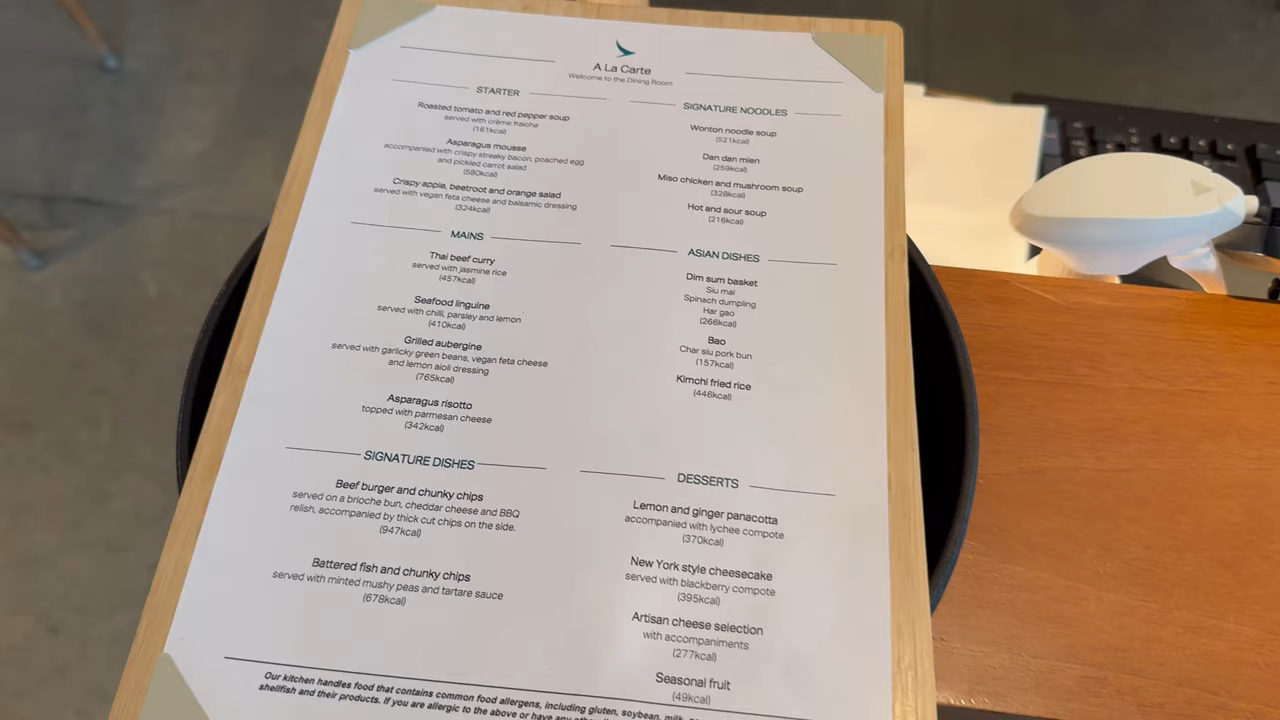 A La Carte
Welcome to the Dining Room
STARTER
Roasted tomato and red pepper soup
served with crème fraiche
(161kcal)
Asparagus mousse
accompanied with crispy streaky bacon, poached egg
and pickled carrot salad
(580kcal)
Crispy apple, beetroot and orange salad
served with vegan feta cheese and balsamic dressing
(324kcal)
MAINS
Thai beef curry
served with jasmine rice
(457kcal)
Seafood linguine
served with chilli, parsley and lemon
(410kcal)
Grilled aubergine
served with garlicky green beans, vegan feta cheese
and lemon aioli dressing
(765kcal)
Asparagus risotto
topped with parmesan cheese
(342kcal)
SIGNATURE DISHES
Beef burger and chunky chips
served on a brioche bun, cheddar cheese and BBQ
relish, accompanied by thick cut chips on the side.
(947kcal)
Battered fish and chunky chips
served with minted mushy peas and tartare sauce
(678kcal)
SIGNATURE NOODLES
Wonton noodle soup
(521kcal)
Dan dan mien
(259kcal)
Miso chicken and mushroom soup
(328kcal)
Hot and sour soup
(216kcal)
ASIAN DISHES
Dim sum basket
Siu mai
Spinach dumpling
Har gao
(266kcal)
Bao
Char siu pork bun
(157kcal)
Kimchi fried rice
(446kcal)
DESSERTS
Lemon and ginger panacotta
accompanied with lychee compote
(370kcal)
New York style cheesecake
served with blackberry compote
(395kcal)
Artisan cheese selection
with accompaniments
(277kcal)
Seasonal fruit
(49kcal)
Our kitchen handles food that contains common food allergens, including gluten, soybean, milk,
shellfish and their products. If you are allergic to the above or have any